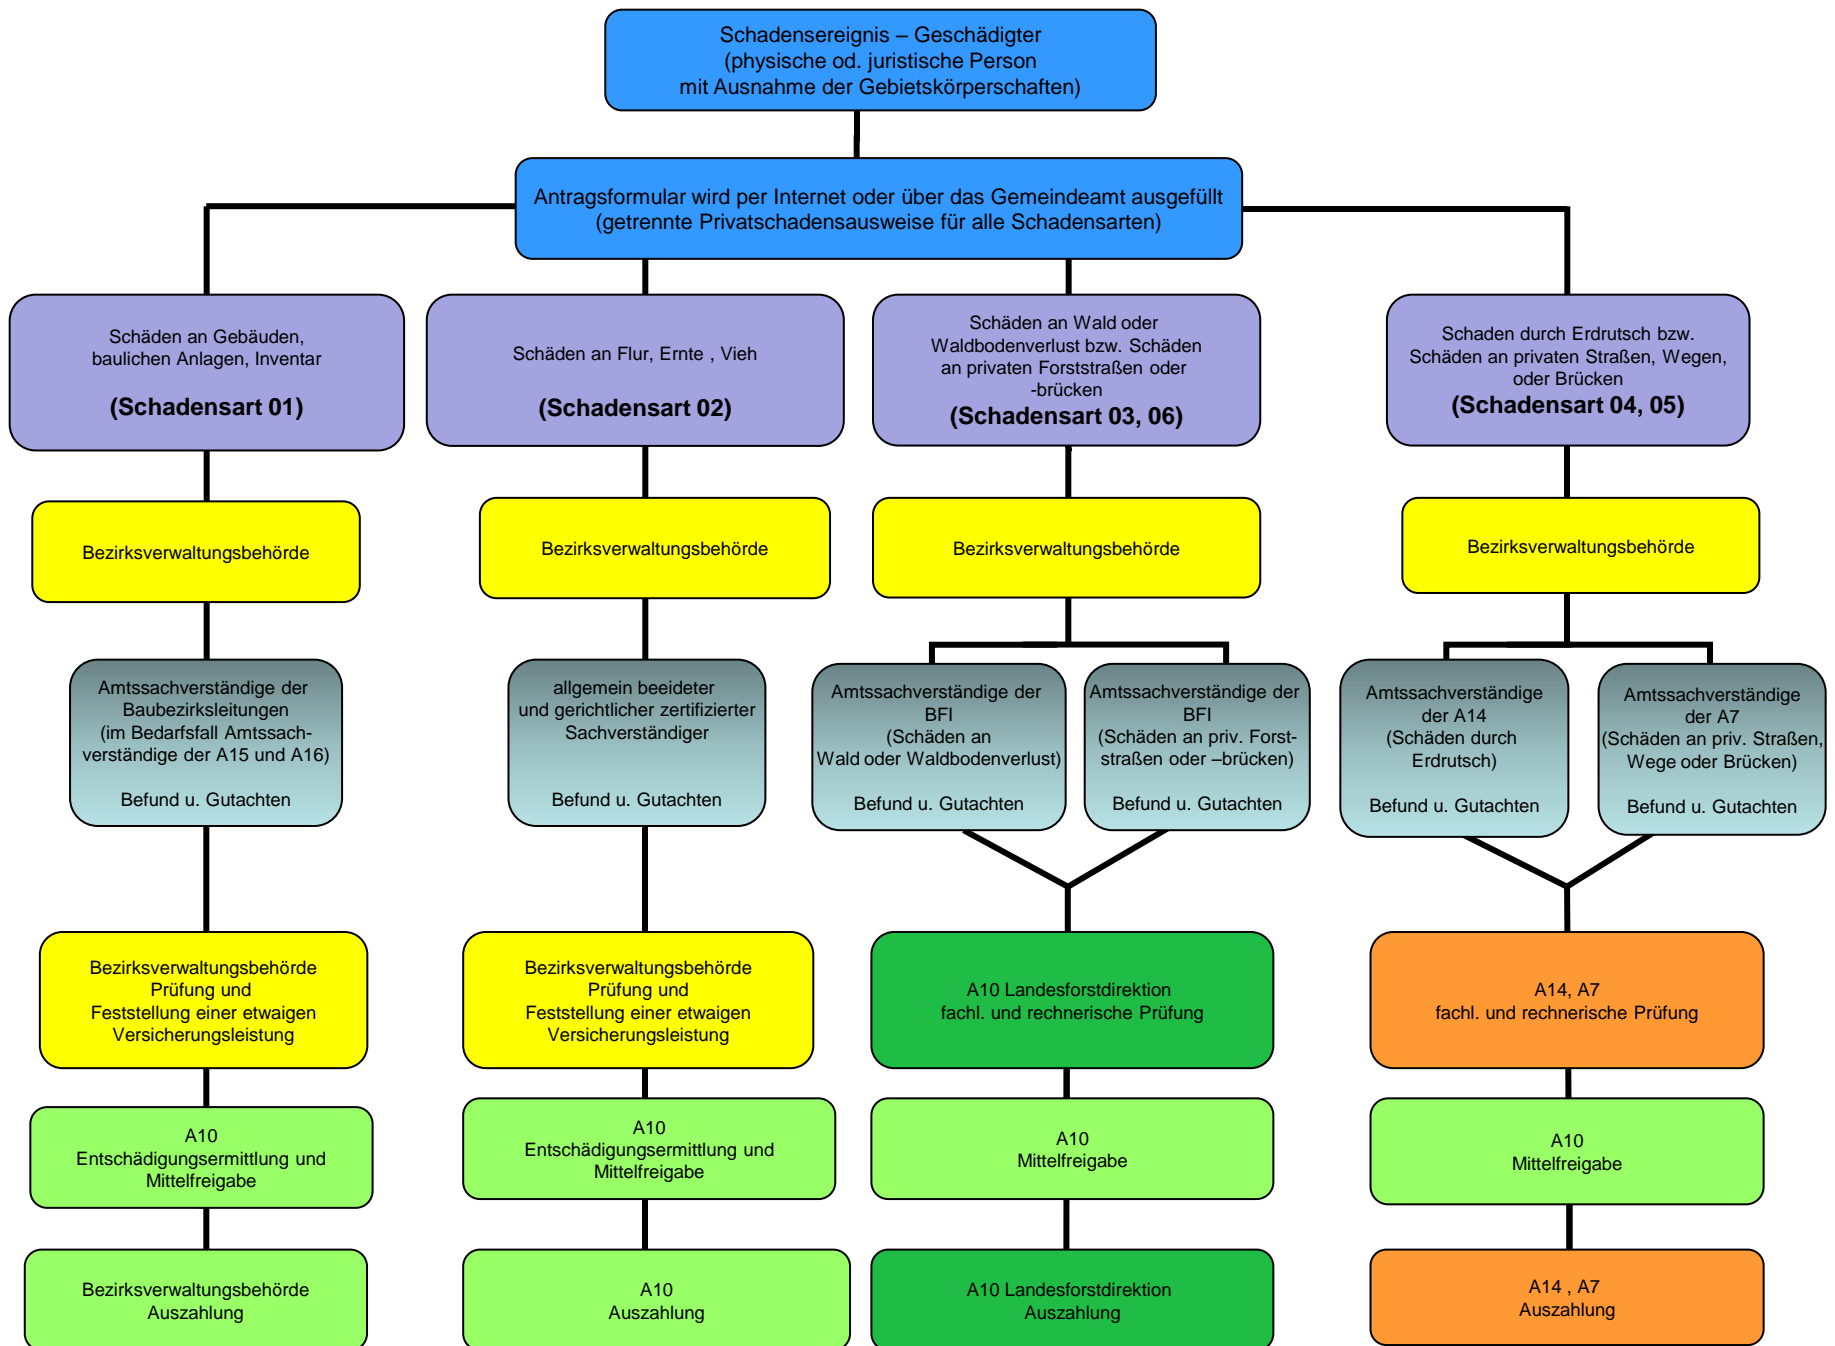 Schadensereignis – Geschädigter
(physische od. juristische Person
mit Ausnahme der Gebietskörperschaften)
Antragsformular wird per Internet oder über das Gemeindeamt ausgefüllt
(getrennte Privatschadensausweise für alle Schadensarten)
Schäden an Gebäuden,
baulichen Anlagen, Inventar
(Schadensart 01)
Schäden an Flur, Ernte , Vieh
(Schadensart 02)
Schäden an Wald oder
Waldbodenverlust bzw. Schäden
an privaten Forststraßen oder
-brücken
(Schadensart 03, 06)
Schaden durch Erdrutsch bzw.
Schäden an privaten Straßen, Wegen,
oder Brücken
(Schadensart 04, 05)
Bezirksverwaltungsbehörde
Bezirksverwaltungsbehörde
Bezirksverwaltungsbehörde
Bezirksverwaltungsbehörde
Amtssachverständige der
Baubezirksleitungen
(im Bedarfsfall Amtssach-
verständige der A15 und A16)
Befund u. Gutachten
allgemein beeideter
und gerichtlicher zertifizierter
Sachverständiger
Befund u. Gutachten
Amtssachverständige der
BFI
(Schäden an
Wald oder Waldbodenverlust)
Befund u. Gutachten
Amtssachverständige der
BFI
(Schäden an priv. Forst-
straßen oder –brücken)
Befund u. Gutachten
Amtssachverständige
der A14
(Schäden durch
Erdrutsch)
Befund u. Gutachten
Amtssachverständige
der A7
(Schäden an priv. Straßen,
Wege oder Brücken)
Befund u. Gutachten
Bezirksverwaltungsbehörde
Prüfung und
Feststellung einer etwaigen
Versicherungsleistung
Bezirksverwaltungsbehörde
Prüfung und
Feststellung einer etwaigen
Versicherungsleistung
A10 Landesforstdirektion
fachl. und rechnerische Prüfung
A14, A7
fachl. und rechnerische Prüfung
A10
Entschädigungsermittlung und
Mittelfreigabe
A10
Entschädigungsermittlung und
Mittelfreigabe
A10
Mittelfreigabe
A10
Mittelfreigabe
Bezirksverwaltungsbehörde
Auszahlung
A10
Auszahlung
A10 Landesforstdirektion
Auszahlung
A14 , A7
Auszahlung